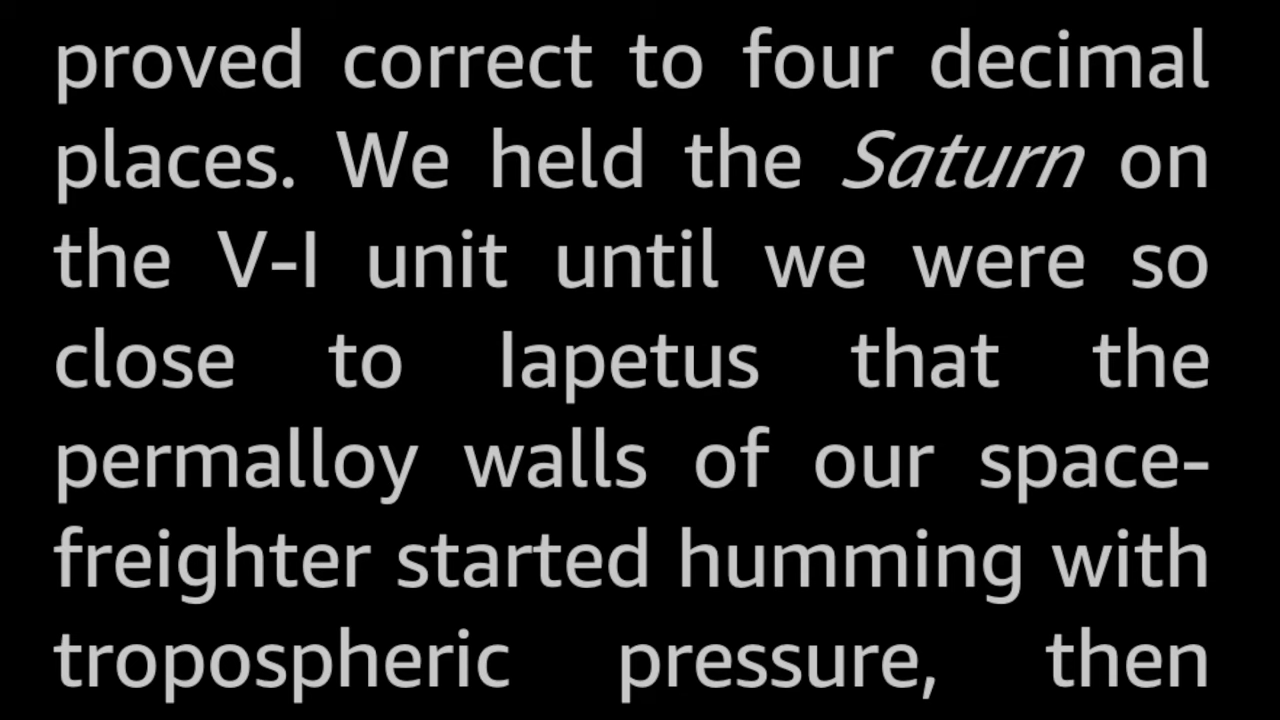 proved correct to four decimal
places. We held the Saturn on
the V-I unit until we were so
close to Iapetus that the
permalloy walls of our space-
freighter started humming with
tropospheric pressure, then